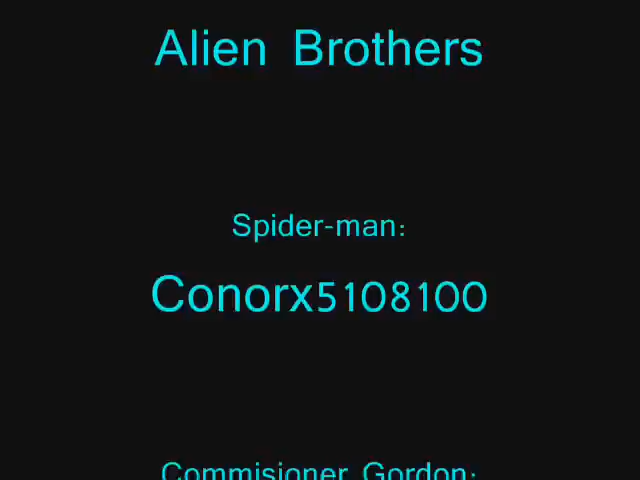 Alien Brothers
Spider-man:
Conorx5108100
Commisioner Gordon: